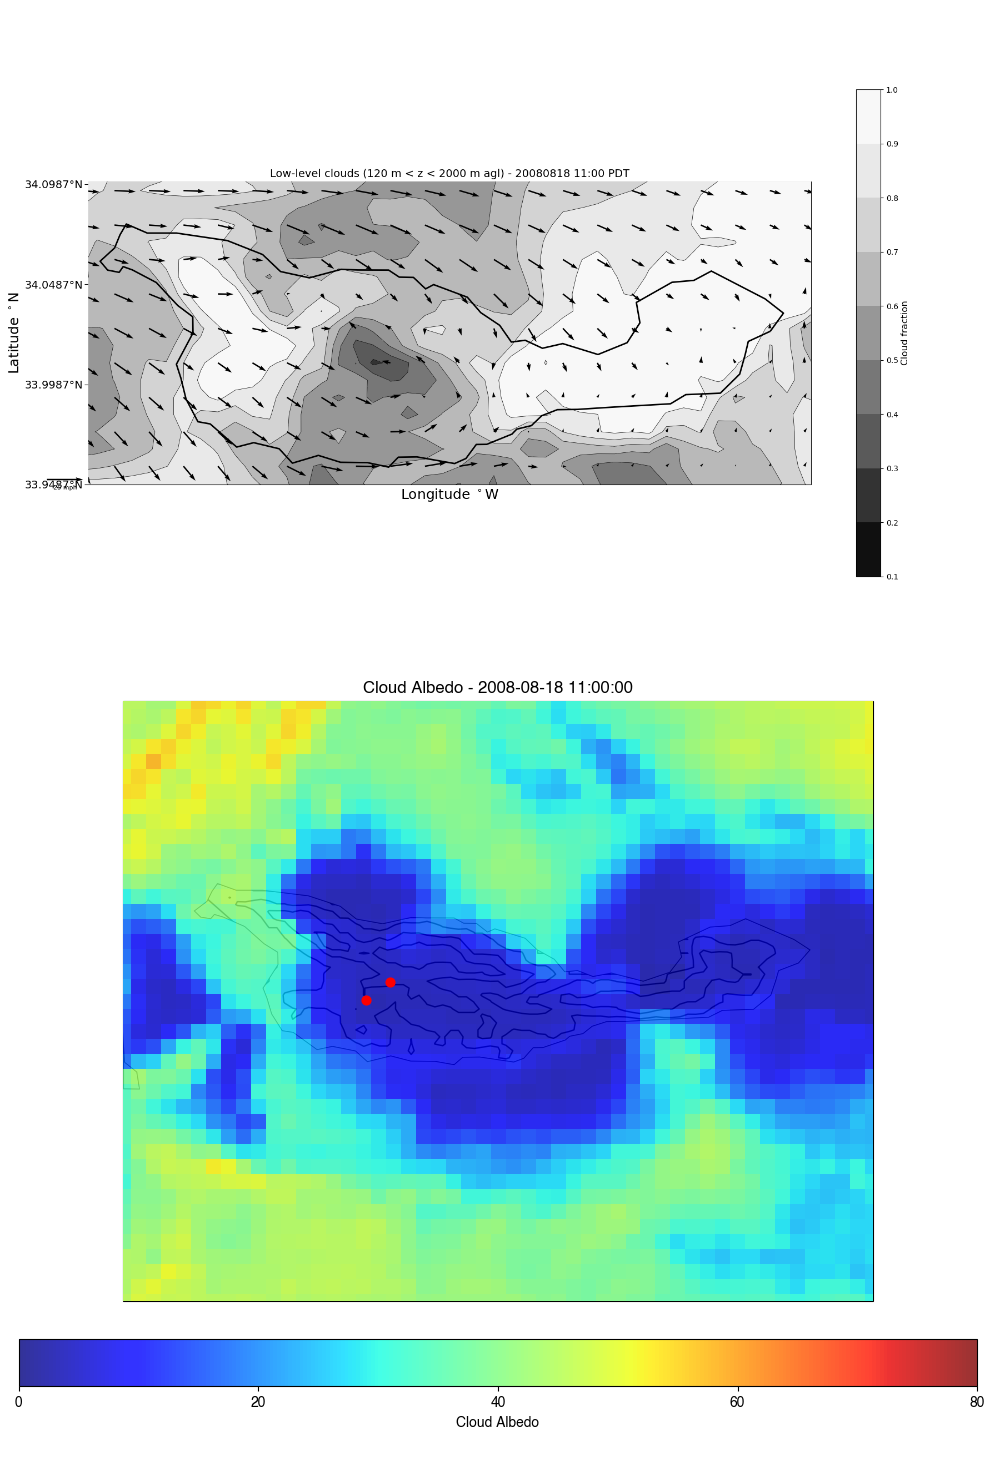 Low-level clouds (120 m < z < 2000 m agl) - 20080818 11:00 PDT
34.0987°N
34.0487°N
33.9987°N
33.9487°N
Latitude °N
Longitude °W
1.0
0.9
0.8
0.7
0.6
0.5
0.4
0.3
0.2
0.1
Cloud fraction
Cloud Albedo - 2008-08-18 11:00:00
0
20
40
60
80
Cloud Albedo